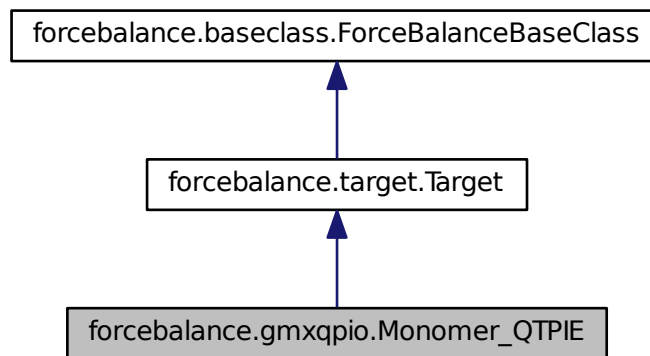 forcebalance.baseclass.ForceBalanceBaseClass
forcebalance.target.Target
forcebalance.gmxqpio.Monomer_QTPIE